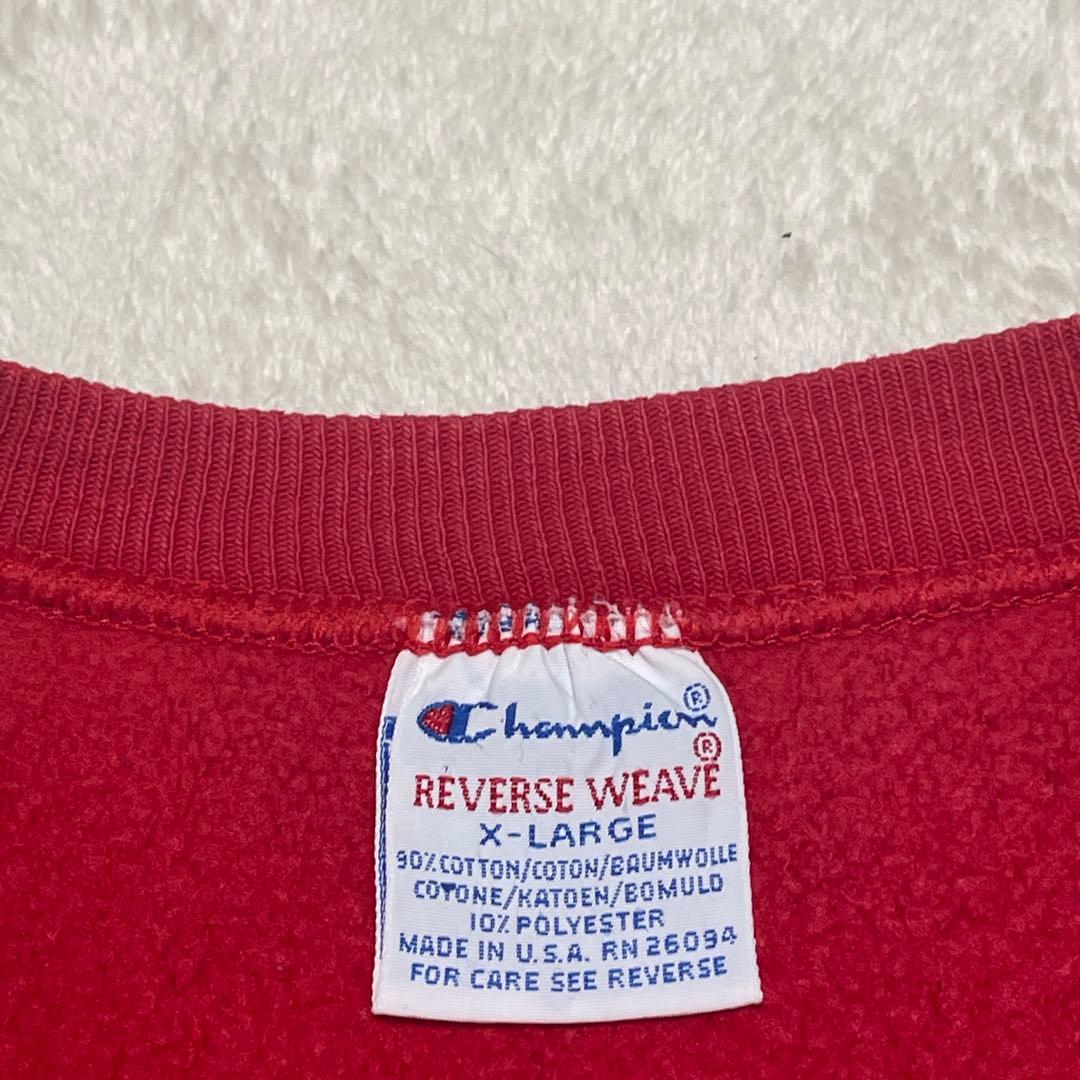 Champion®
REVERSE WEAVE®
X-LARGE
90% COTTON/COTON/BAUMWOLLE
COTONE/KATOEN/BOMULD
10% POLYESTER
MADE IN U.S.A. RN 26094
FOR CARE SEE REVERSE